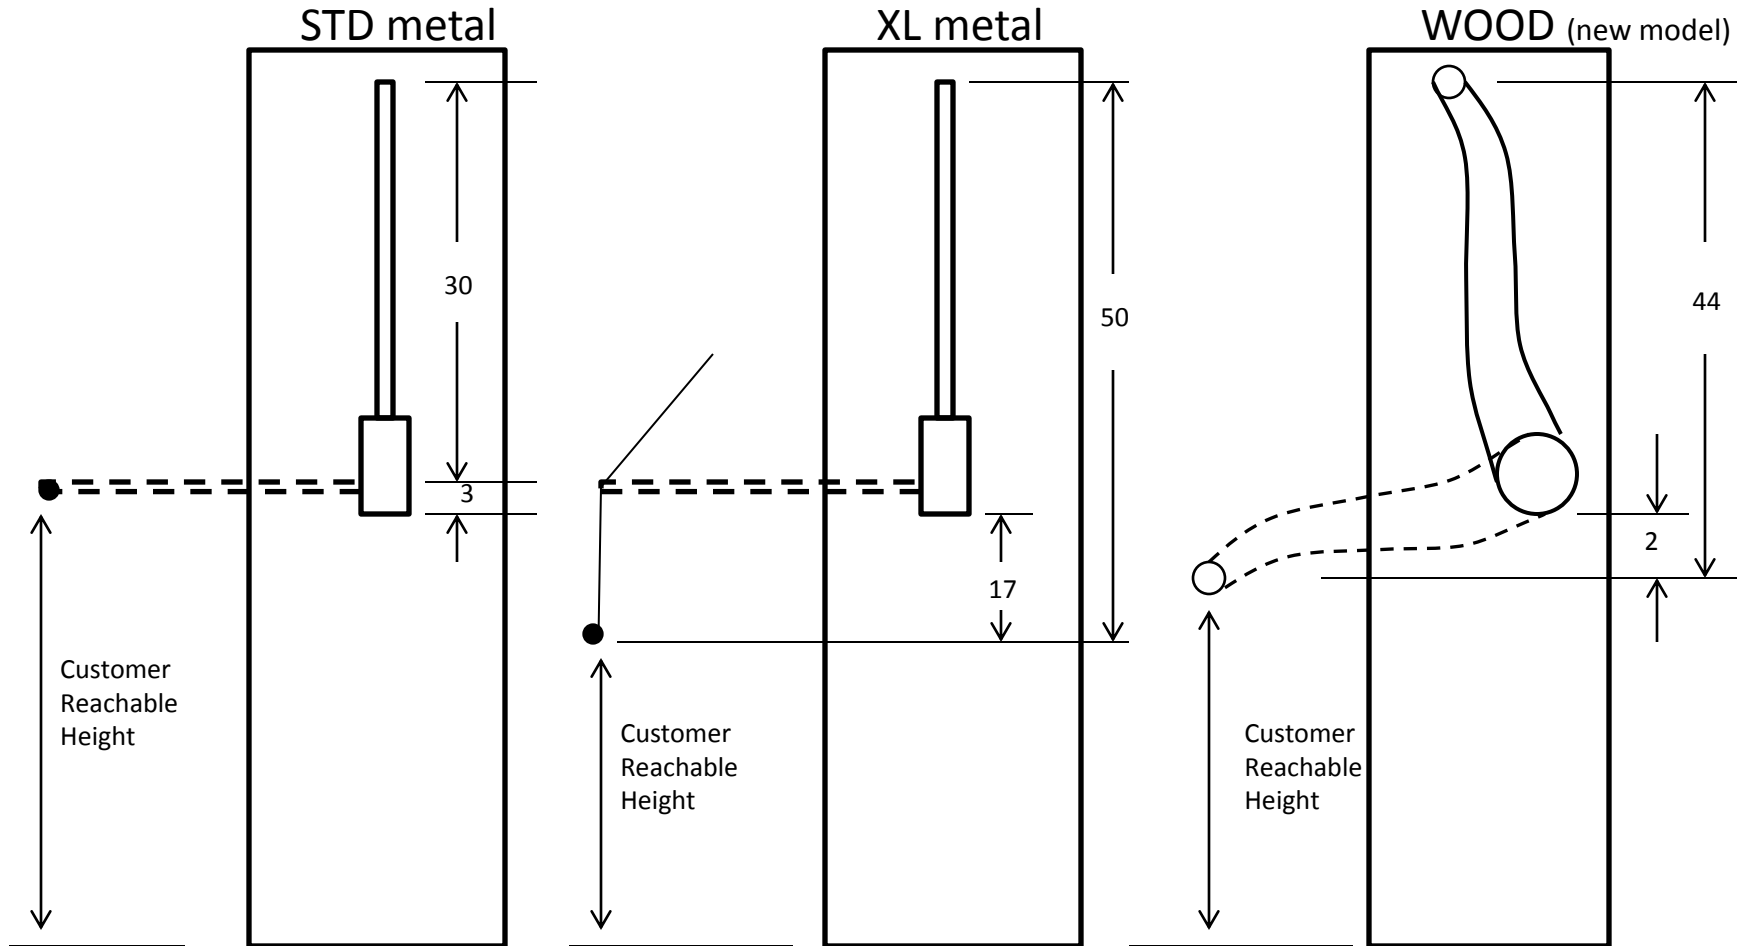 STD metal
XL metal
WOOD (new model)
30
3
50
17
44
2
Customer
Reachable
Height
Customer
Reachable
Height
Customer
Reachable
Height